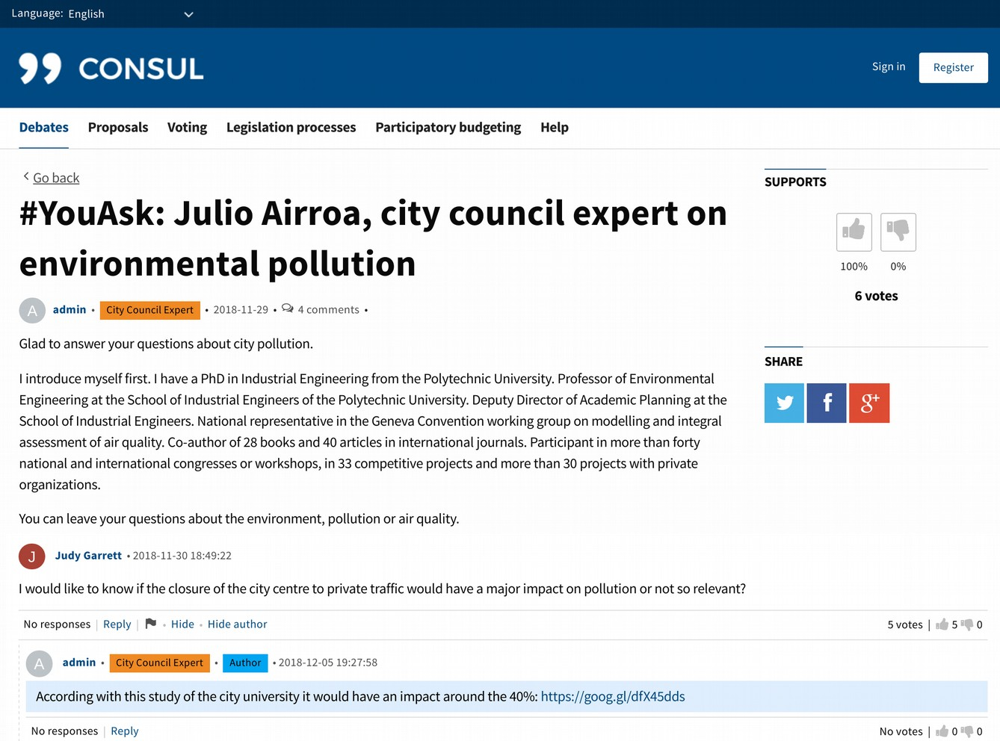 Language: English
CONSUL
Sign in
Register
Debates Proposals Voting Legislation processes Participatory budgeting Help
Go back
#YouAsk: Julio Airroa, city council expert on
environmental pollution
A admin • City Council Expert • 2018-11-29 • 4 comments •
Glad to answer your questions about city pollution.
I introduce myself first. I have a PhD in Industrial Engineering from the Polytechnic University. Professor of Environmental
Engineering at the School of Industrial Engineers of the Polytechnic University. Deputy Director of Academic Planning at the
School of Industrial Engineers. National representative in the Geneva Convention working group on modelling and integral
assessment of air quality. Co-author of 28 books and 40 articles in international journals. Participant in more than forty
national and international congresses or workshops, in 33 competitive projects and more than 30 projects with private
organizations.
You can leave your questions about the environment, pollution or air quality.
SUPPORTS
100% 0%
6 votes
SHARE
f g+
J Judy Garrett • 2018-11-30 18:49:22
I would like to know if the closure of the city centre to private traffic would have a major impact on pollution or not so relevant?
No responses | Reply | • Hide • Hide author 5 votes | 5 0
A admin • City Council Expert • Author • 2018-12-05 19:27:58
According with this study of the city university it would have an impact around the 40%: https://goog.gl/dfX45dds
No responses | Reply No votes | 0 0